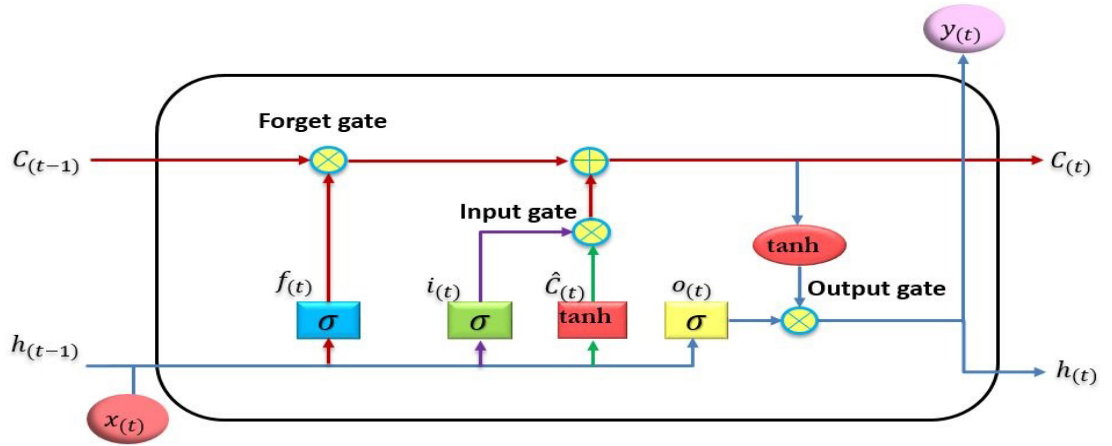 y(t)
Forget gate
C(t−1)
C(t)
Input gate
tanh
f(t)
i(t)
Ĉ(t)
o(t)
Output gate
σ
σ
tanh
σ
h(t−1)
h(t)
x(t)